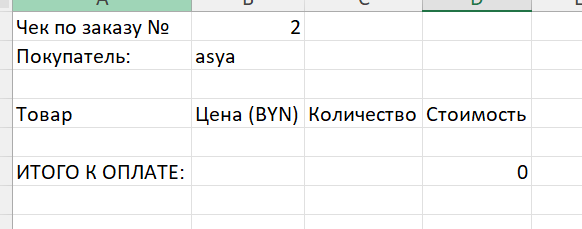 A B C D
Чек по заказу № 2
Покупатель: asya
Товар Цена (BYN) Количество Стоимость
ИТОГО К ОПЛАТЕ: 0